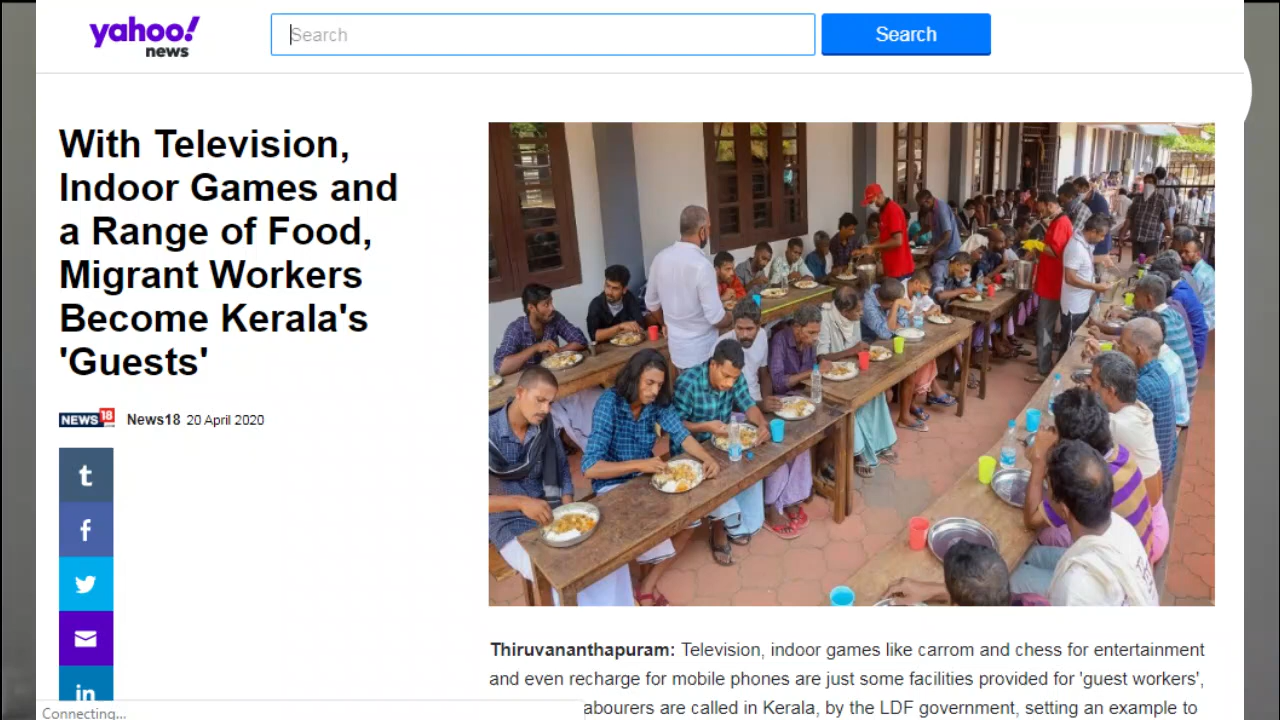 yahoo!
news
Search
Search
With Television,
Indoor Games and
a Range of Food,
Migrant Workers
Become Kerala's
'Guests'
NEWS 18 News18 20 April 2020
Thiruvananthapuram: Television, indoor games like carrom and chess for entertainment
and even recharge for mobile phones are just some facilities provided for 'guest workers',
abourers are called in Kerala, by the LDF government, setting an example to
t
f
in
Connecting...